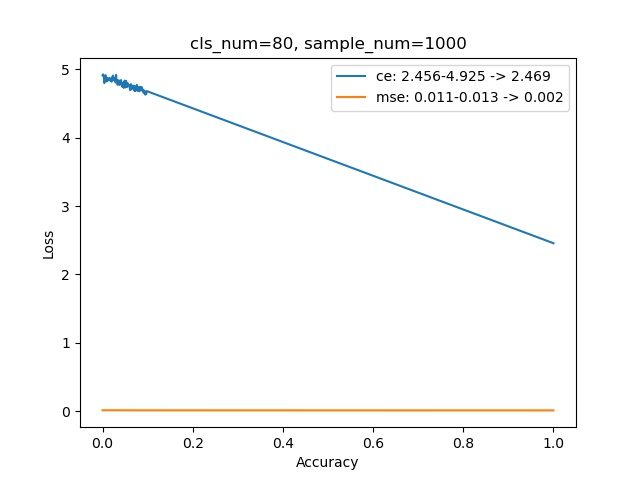 cls_num=80, sample_num=1000
ce: 2.456-4.925 -> 2.469
mse: 0.011-0.013 -> 0.002
5
4
3
2
1
0
Loss
0.0 0.2 0.4 0.6 0.8 1.0
Accuracy